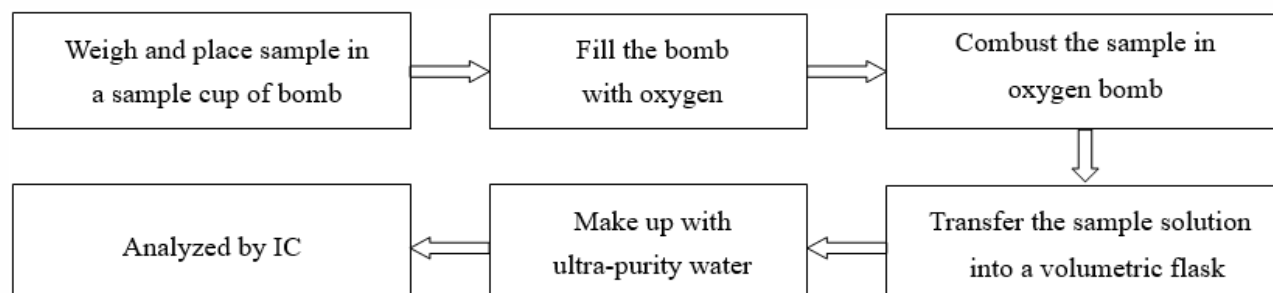 Weigh and place sample in
a sample cup of bomb
Fill the bomb
with oxygen
Combust the sample in
oxygen bomb
Transfer the sample solution
into a volumetric flask
Make up with
ultra-purity water
Analyzed by IC